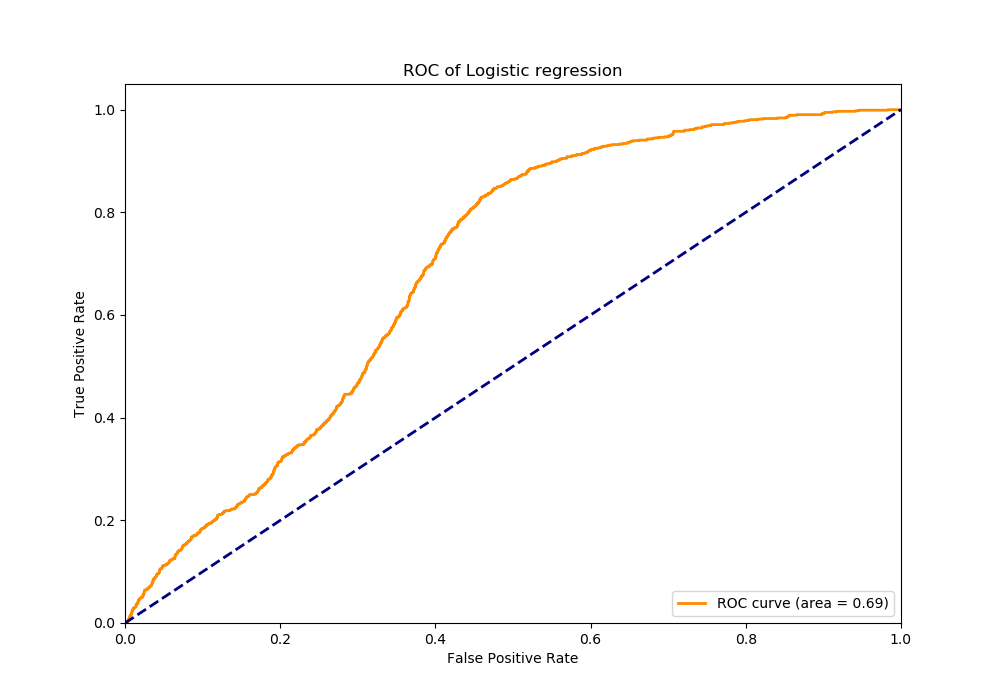 ROC of Logistic regression
1.0
0.8
0.6
0.4
0.2
0.0
True Positive Rate
ROC curve (area = 0.69)
0.0 0.2 0.4 0.6 0.8 1.0
False Positive Rate